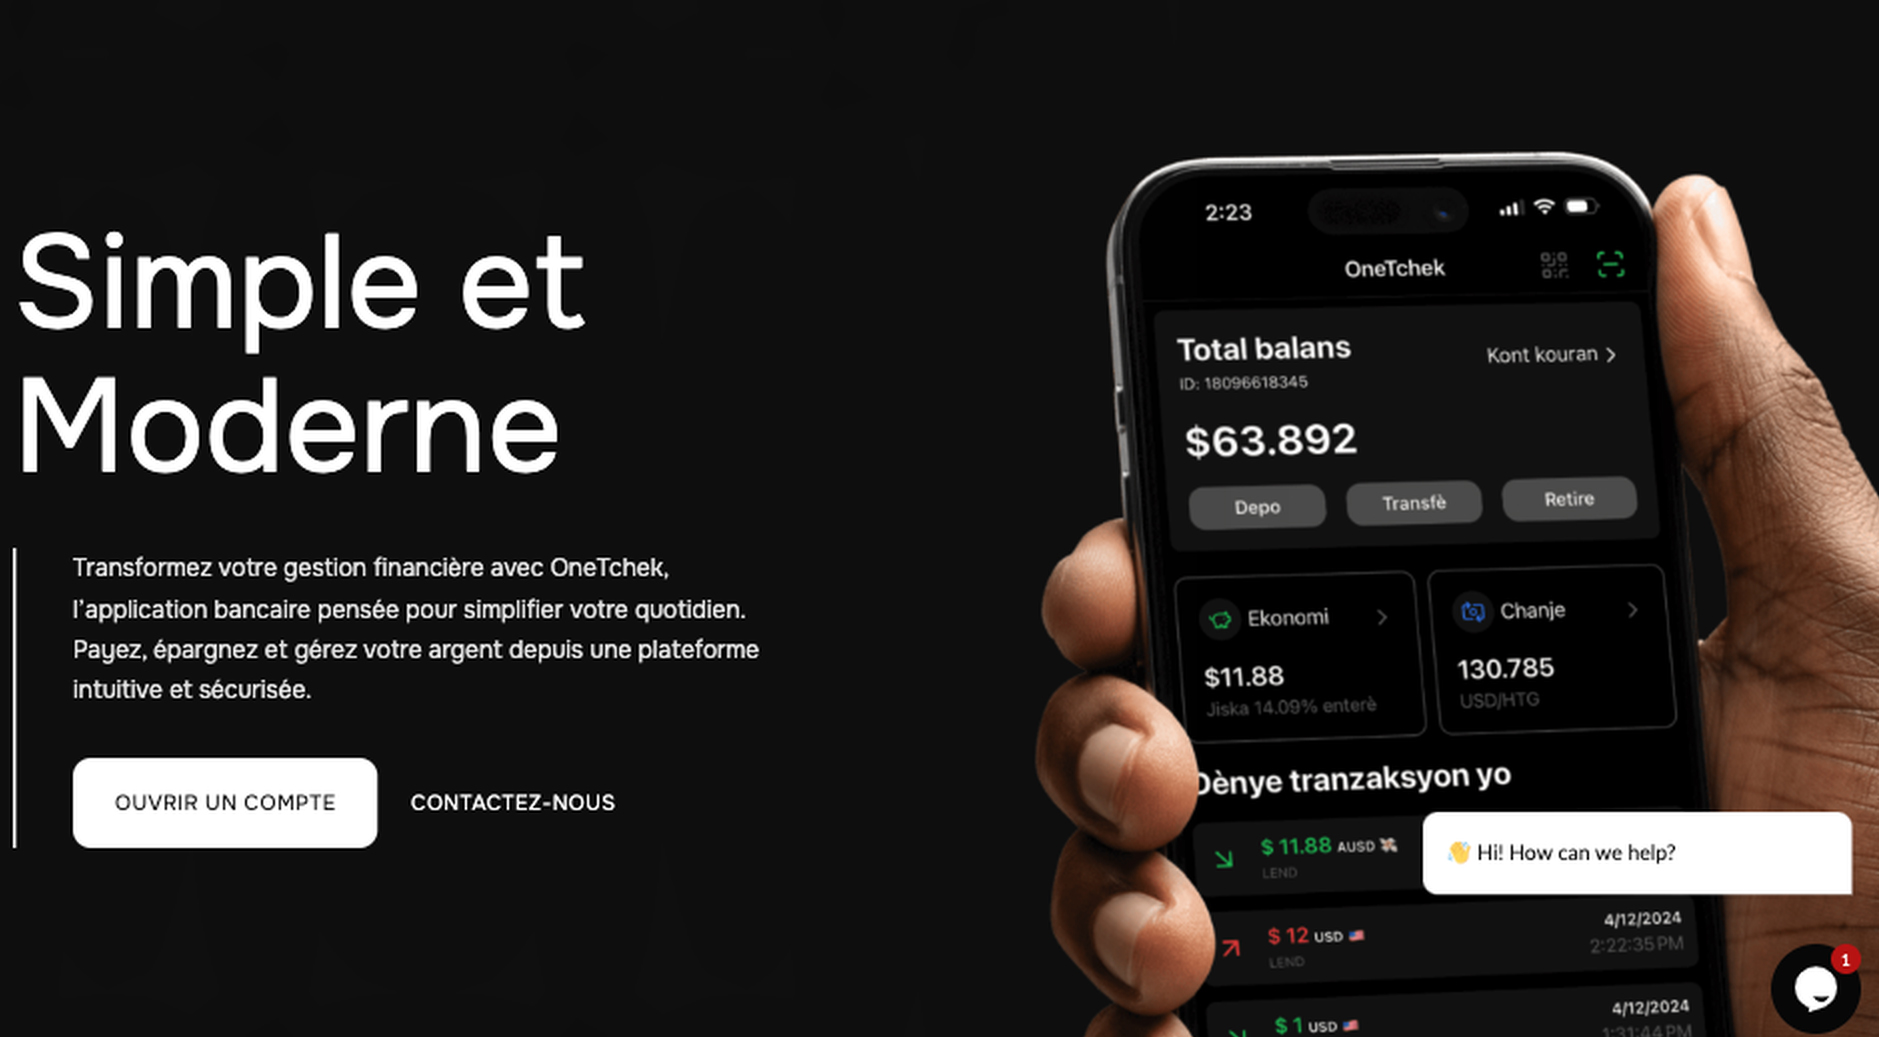 Simple et
Moderne
Transformez votre gestion financière avec OneTchek,
l'application bancaire pensée pour simplifier votre quotidien.
Payez, épargnez et gérez votre argent depuis une plateforme
intuitive et sécurisée.
OUVRIR UN COMPTE
CONTACTEZ-NOUS
2:23
OneTchek
Total balans
Kont kouran
ID: 18096618345
$63.892
Depo
Transfè
Retire
Ekonomi
$11.88
Jiska 14.09% enterè
Chanje
130.785
USD/HTG
Dènye tranzaksyon yo
$ 11.88 AUSD
LEND
$ 12 USD
LEND
4/12/2024
2:22:35 PM
$ 1 USD
4/12/2024
1:31:44 PM
👋 Hi! How can we help?
1